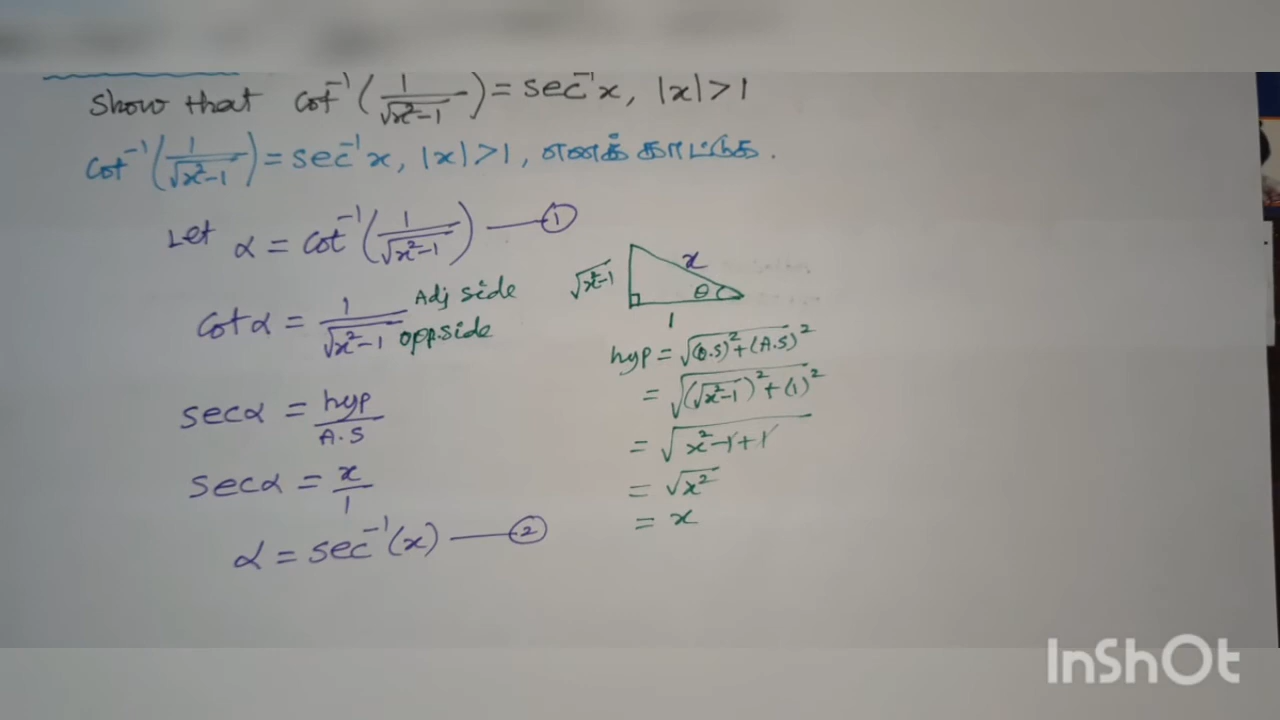 Show that cot⁻¹(1/√(x²-1)) = sec⁻¹x, |x|>1
cot⁻¹(1/√(x²-1)) = sec⁻¹x, |x|>1, எனக் காட்டுக.
Let α = cot⁻¹(1/√(x²-1)) — ①
cot α = 1/√(x²-1) Adj side opp.side
sec α = hyp/A.S
sec α = x/1
α = sec⁻¹(x) — ②
√(x²-1) x
θ
1
hyp = √((O.S)²+(A.S)²)
= √((√(x²-1))²+(1)²)
= √(x²-1+1)
= √x²
= x
InShOt